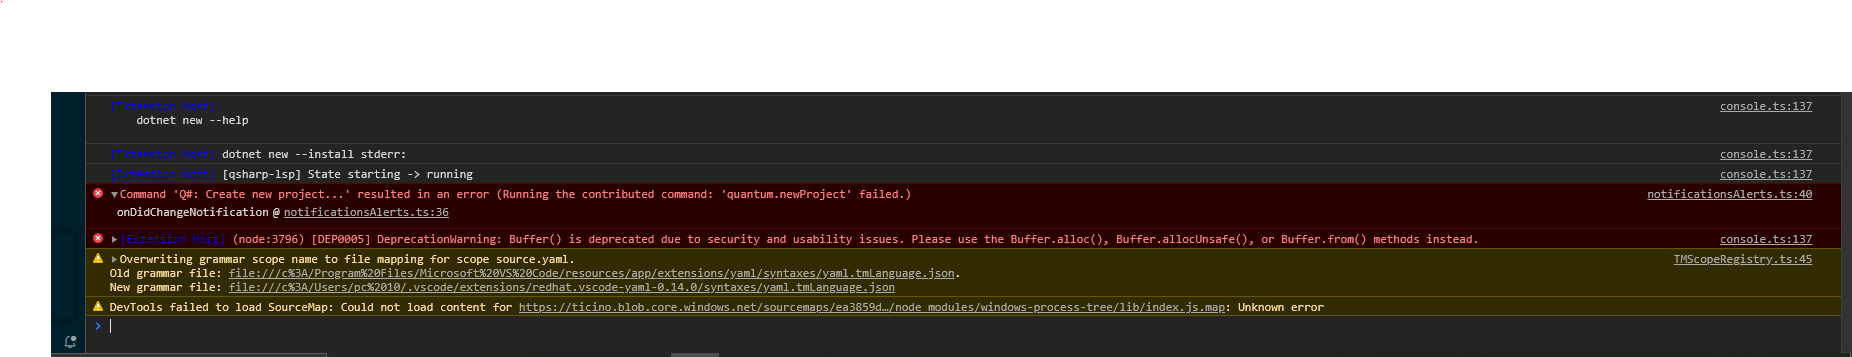 [Extension Host] console.ts:137
dotnet new --help
[Extension Host] dotnet new --install stderr: console.ts:137
[Extension Host] [qsharp-lsp] State starting -> running console.ts:137
Command 'Q#: Create new project...' resulted in an error (Running the contributed command: 'quantum.newProject' failed.) notificationsAlerts.ts:40
onDidChangeNotification @ notificationsAlerts.ts:36
[Extension Host] (node:3796) [DEP0005] DeprecationWarning: Buffer() is deprecated due to security and usability issues. Please use the Buffer.alloc(), Buffer.allocUnsafe(), or Buffer.from() methods instead. console.ts:137
Overwriting grammar scope name to file mapping for scope source.yaml. TMScopeRegistry.ts:45
Old grammar file: file:///c%3A/Program%20Files/Microsoft%20VS%20Code/resources/app/extensions/yaml/syntaxes/yaml.tmLanguage.json.
New grammar file: file:///c%3A/Users/pc%2010/.vscode/extensions/redhat.vscode-yaml-0.14.0/syntaxes/yaml.tmLanguage.json
DevTools failed to load SourceMap: Could not load content for https://ticino.blob.core.windows.net/sourcemaps/ea3859d…/node_modules/windows-process-tree/lib/index.js.map: Unknown error